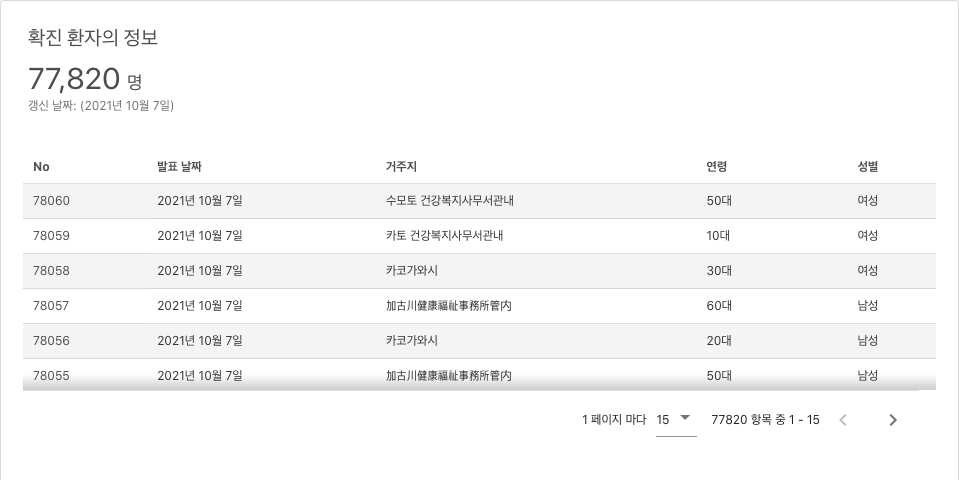 확진 환자의 정보
77,820 명
갱신 날짜: (2021년 10월 7일)
No 발표 날짜 거주지 연령 성별
78060 2021년 10월 7일 수모토 건강복지사무서관내 50대 여성
78059 2021년 10월 7일 카토 건강복지사무서관내 10대 여성
78058 2021년 10월 7일 카코가와시 30대 여성
78057 2021년 10월 7일 加古川健康福祉事務所管内 60대 남성
78056 2021년 10월 7일 카코가와시 20대 남성
78055 2021년 10월 7일 加古川健康福祉事務所管内 50대 남성
1 페이지 마다 15 77820 항목 중 1 - 15